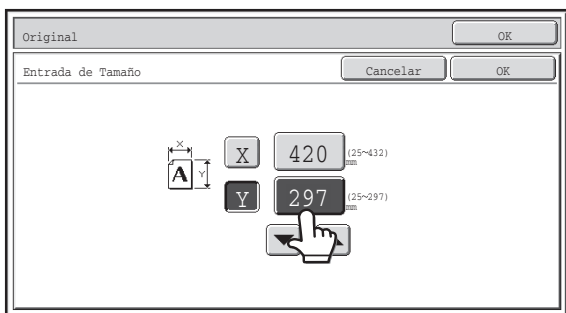 Original OK
Entrada de Tamaño Cancelar OK
X
A Y X 420 (25~432)
mm
Y 297 (25~297)
mm